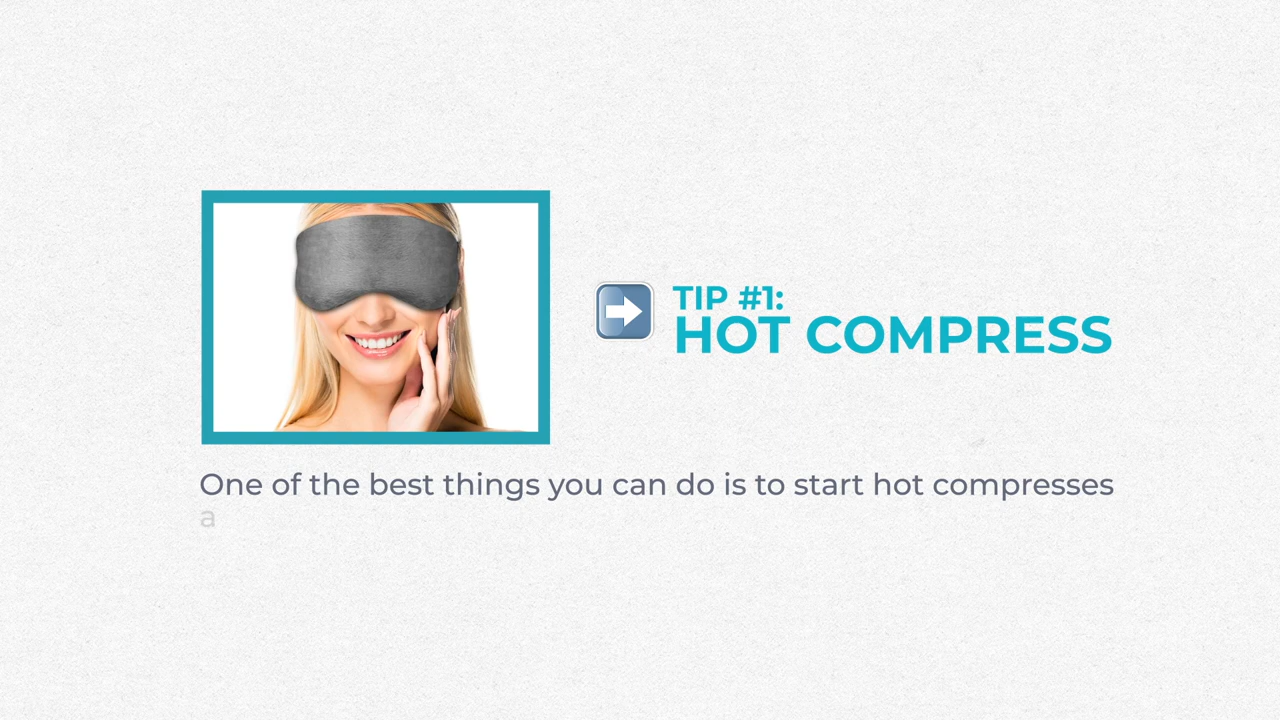 TIP #1:
HOT COMPRESS
One of the best things you can do is to start hot compresses
a